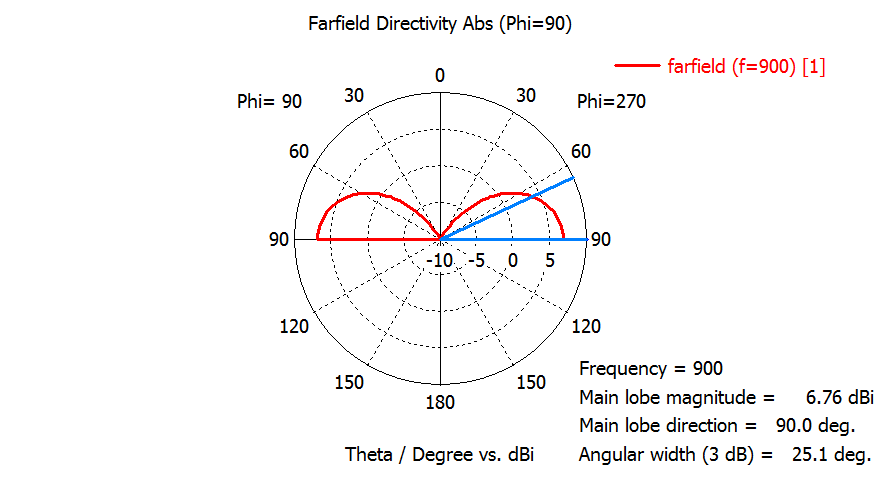 Farfield Directivity Abs (Phi=90)
farfield (f=900) [1]
0
Phi= 90
30
30
Phi=270
60
60
90
90
-10
-5
0
5
120
120
150
150
180
Frequency = 900
Main lobe magnitude = 6.76 dBi
Main lobe direction = 90.0 deg.
Theta / Degree vs. dBi
Angular width (3 dB) = 25.1 deg.